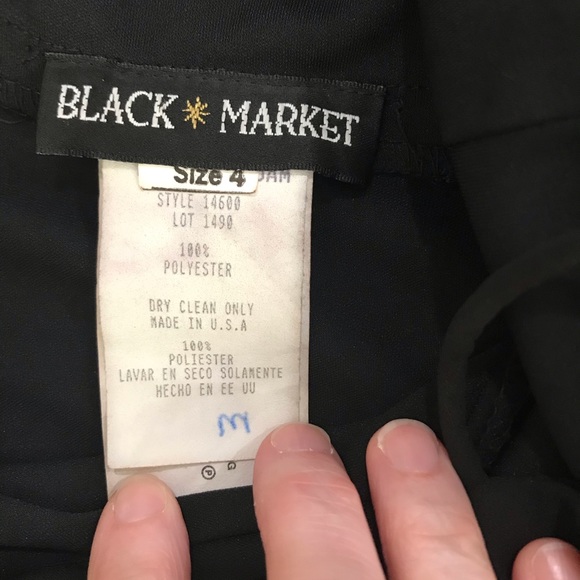 BLACK MARKET
Size 4
STYLE 14600
LOT 1490
100%
POLYESTER
DRY CLEAN ONLY
MADE IN U.S.A
100%
POLIESTER
LAVAR EN SECO SOLAMENTE
HECHO EN EE UU
G
P